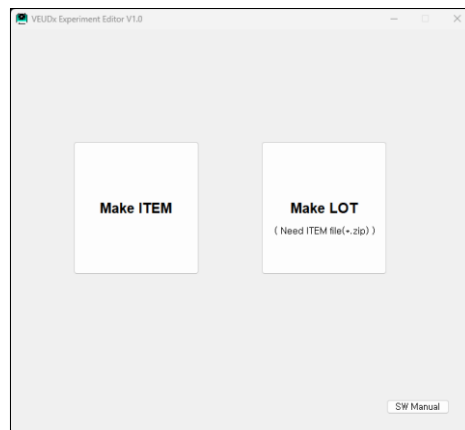 VEUDx Experiment Editor V1.0
Make ITEM
Make LOT
( Need ITEM file(*.zip) )
SW Manual